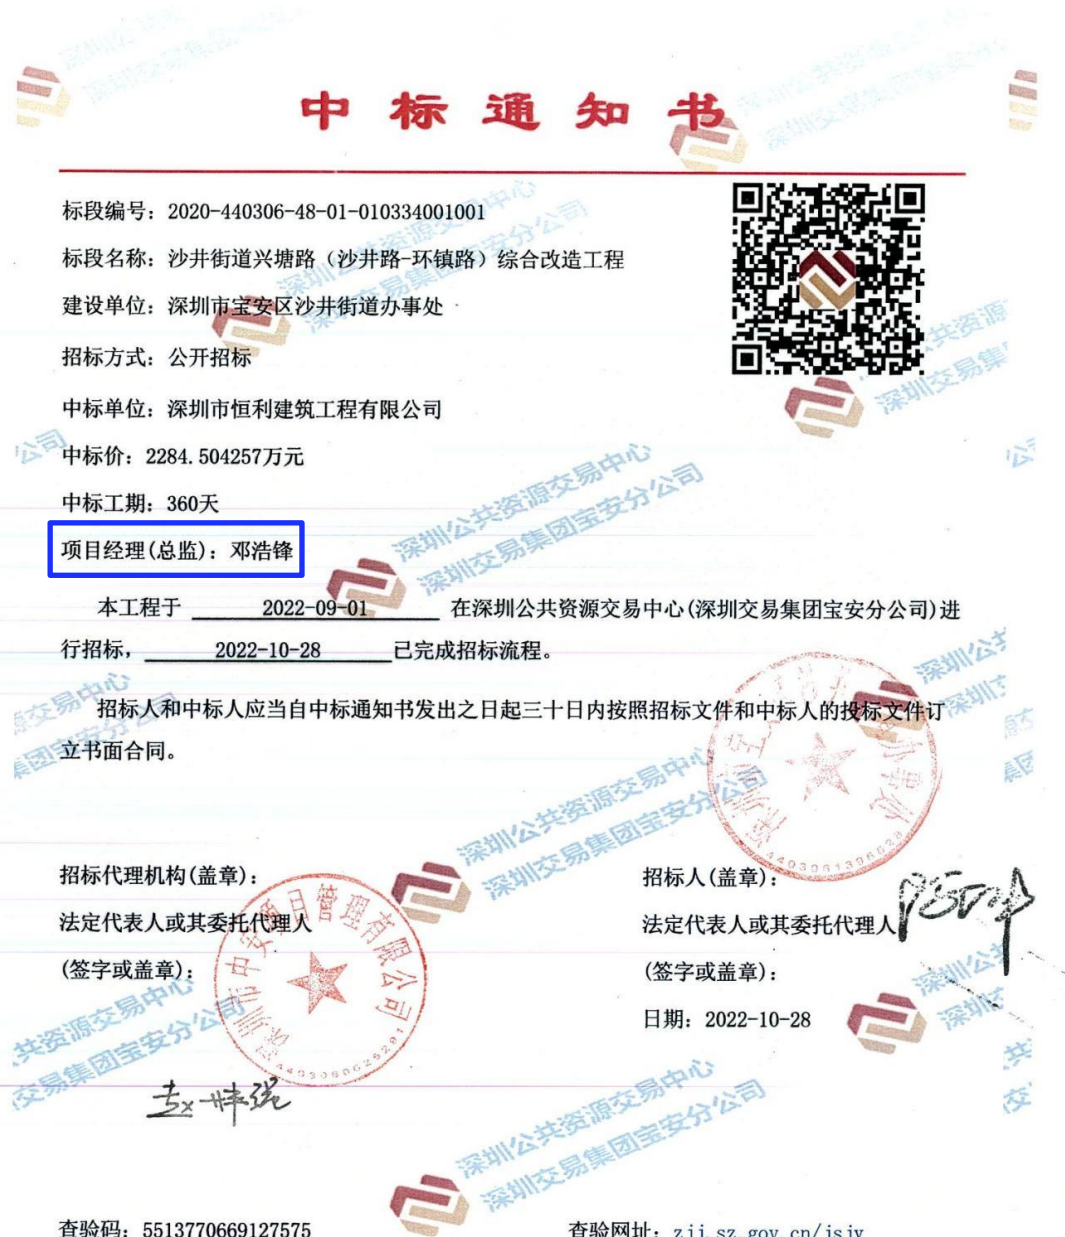 中标通知书
标段编号：2020-440306-48-01-010334001001
标段名称：沙井街道兴塘路（沙井路-环镇路）综合改造工程
建设单位：深圳市宝安区沙井街道办事处
招标方式：公开招标
中标单位：深圳市恒利建筑工程有限公司
中标价：2284.504257万元
中标工期：360天
项目经理(总监)：邓浩锋
本工程于 2022-09-01 在深圳公共资源交易中心(深圳交易集团宝安分公司)进
行招标， 2022-10-28 已完成招标流程。
招标人和中标人应当自中标通知书发出之日起三十日内按照招标文件和中标人的投标文件订
立书面合同。
招标代理机构(盖章)：
法定代表人或其委托代理人
(签字或盖章)：
深圳市中安项目管理有限公司
招标人(盖章)：
法定代表人或其委托代理人
(签字或盖章)：
日期：2022-10-28
查验码：5513770669127575
查验网址：zjj.sz.gov.cn/jsjy
深圳公共资源交易中心
深圳交易集团宝安分公司